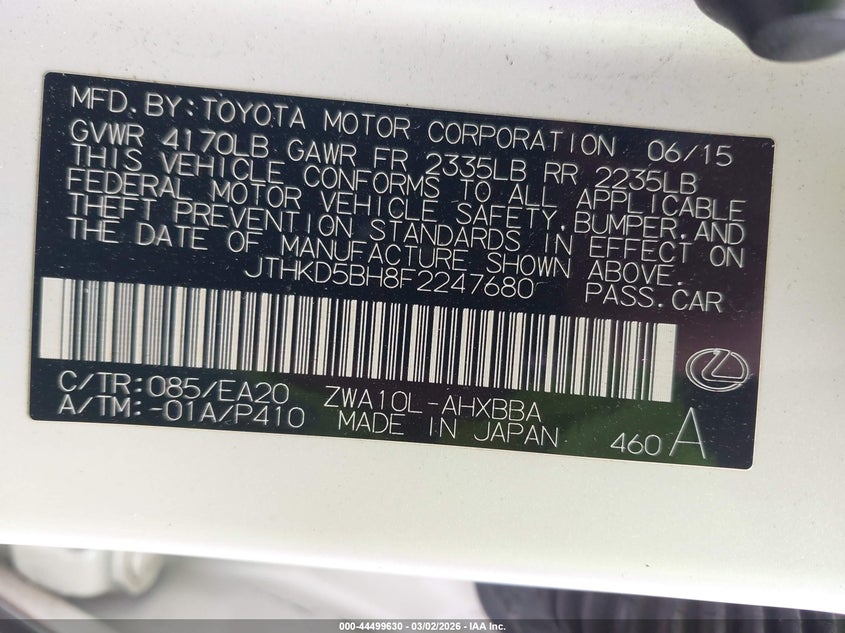 MFD. BY: TOYOTA MOTOR CORPORATION 06/15
GVWR 4170LB GAWR FR 2335LB RR 2235LB
THIS VEHICLE CONFORMS TO ALL APPLICABLE
FEDERAL MOTOR VEHICLE SAFETY, BUMPER, AND
THEFT PREVENTION STANDARDS IN EFFECT ON
THE DATE OF MANUFACTURE SHOWN ABOVE.
JTHKD5BH8F2247680 PASS. CAR
C/TR: 085/EA20 ZWA10L-AHXBBA
A/TM: -01A/P410 MADE IN JAPAN 460 A
000-44499630 - 03/02/2026 - IAA Inc.